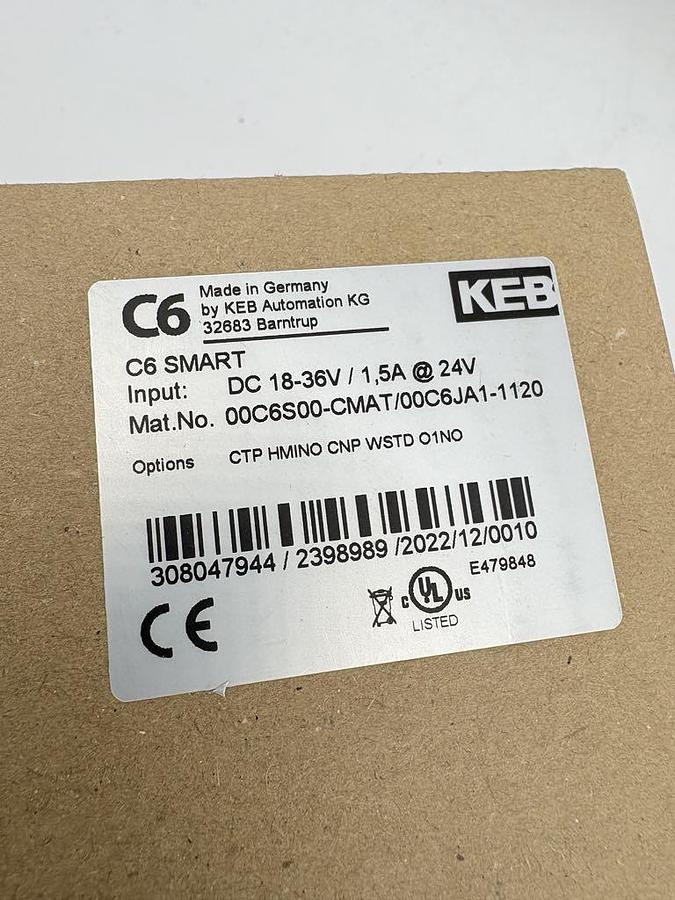 C6
Made in Germany
by KEB Automation KG
32683 Barntrup
KEB
C6 SMART
Input: DC 18-36V / 1,5A @ 24V
Mat.No. 00C6S00-CMAT/00C6JA1-1120
Options CTP HMINO CNP WSTD O1NO
308047944 / 2398989 /2022/12/0010
E479848
CE
c UL us
LISTED